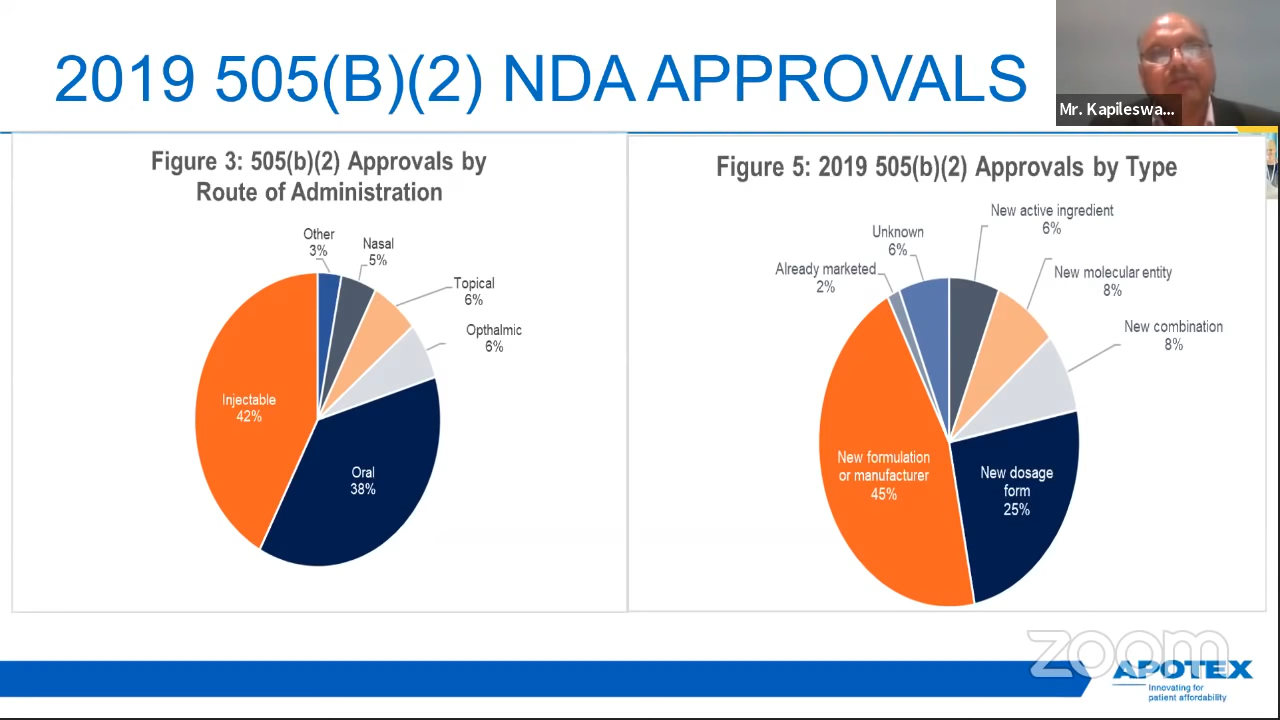 2019 505(B)(2) NDA APPROVALS
Mr. Kapileswa...
Figure 3: 505(b)(2) Approvals by
Route of Administration
Other
3%
Nasal
5%
Topical
6%
Opthalmic
6%
Injectable
42%
Oral
38%
Figure 5: 2019 505(b)(2) Approvals by Type
New active ingredient
6%
Unknown
6%
Already marketed
2%
New molecular entity
8%
New combination
8%
New formulation
or manufacturer
45%
New dosage
form
25%
zoom
APOTEX
Innovating for
patient affordability